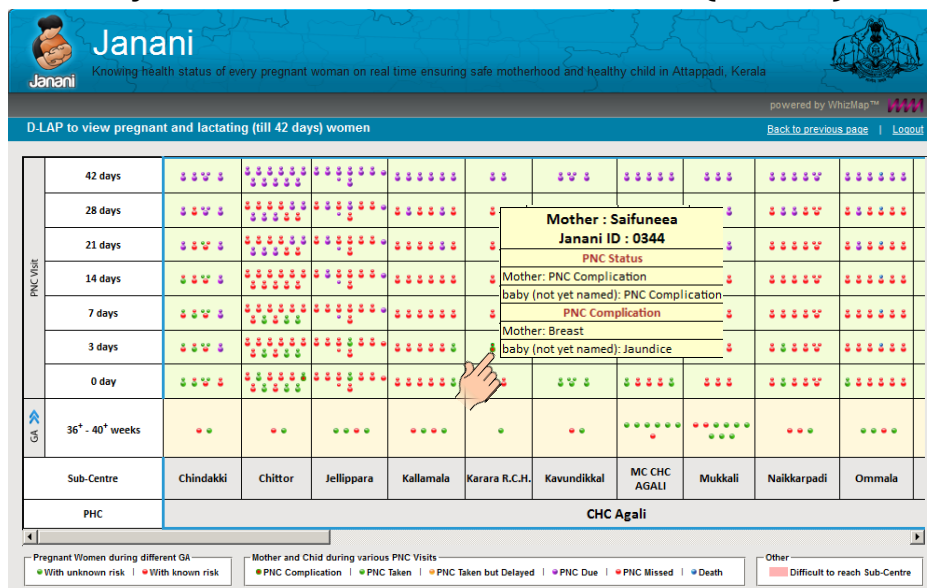 Janani
Janani
Knowing health status of every pregnant woman on real time ensuring safe motherhood and healthy child in Attappadi, Kerala
powered by WhizMap™
D-LAP to view pregnant and lactating (till 42 days) women
Back to previous page | Logout
PNC Visit
42 days
28 days
21 days
14 days
7 days
3 days
0 day
Mother : Saifuneea
Janani ID : 0344
PNC Status
Mother: PNC Complication
baby (not yet named): PNC Complication
PNC Complication
Mother: Breast
baby (not yet named): Jaundice
GA
36+ - 40+ weeks
Sub-Centre Chindakki Chittor Jellippara Kallamala Karara R.C.H. Kavundikkal MC CHC AGALI Mukkali Naikkarpadi Ommala
PHC CHC Agali
Pregnant Women during different GA
With unknown risk | With known risk
Mother and Chid during various PNC Visits
PNC Complication | PNC Taken | PNC Taken but Delayed | PNC Due | PNC Missed | Death
Other
Difficult to reach Sub-Centre